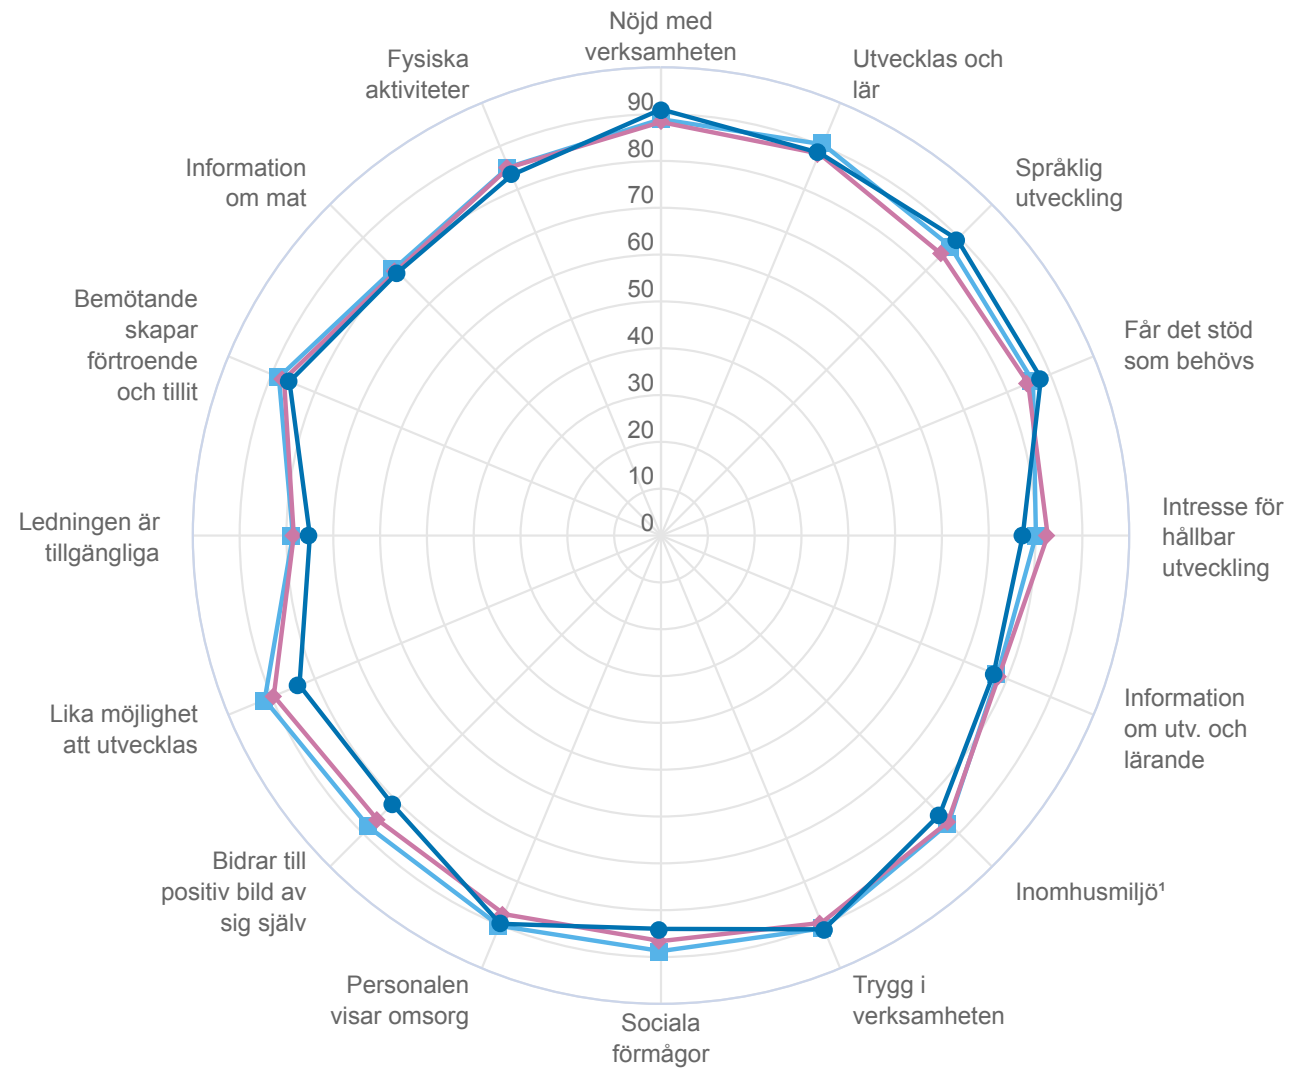 Nöjd med
verksamheten
Utvecklas och
lär
Språklig
utveckling
Får det stöd
som behövs
Intresse för
hållbar
utveckling
Information
om utv. och
lärande
Inomhusmiljö¹
Trygg i
verksamheten
Sociala
förmågor
Personalen
visar omsorg
Bidrar till
positiv bild av
sig själv
Lika möjlighet
att utvecklas
Ledningen är
tillgängliga
Bemötande
skapar
förtroende
och tillit
Information
om mat
Fysiska
aktiviteter
90
80
70
60
50
40
30
20
10
0